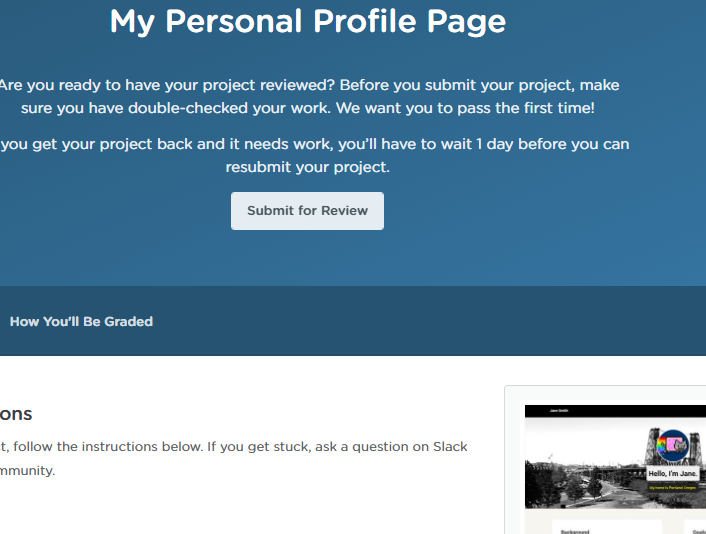 My Personal Profile Page
Are you ready to have your project reviewed? Before you submit your project, make
sure you have double-checked your work. We want you to pass the first time!
you get your project back and it needs work, you'll have to wait 1 day before you can
resubmit your project.
Submit for Review
How You'll Be Graded
ons
t, follow the instructions below. If you get stuck, ask a question on Slack
mmunity.
Jane Smith
Hello, I'm Jane.
My home is Portland, Oregon
Background
Goals